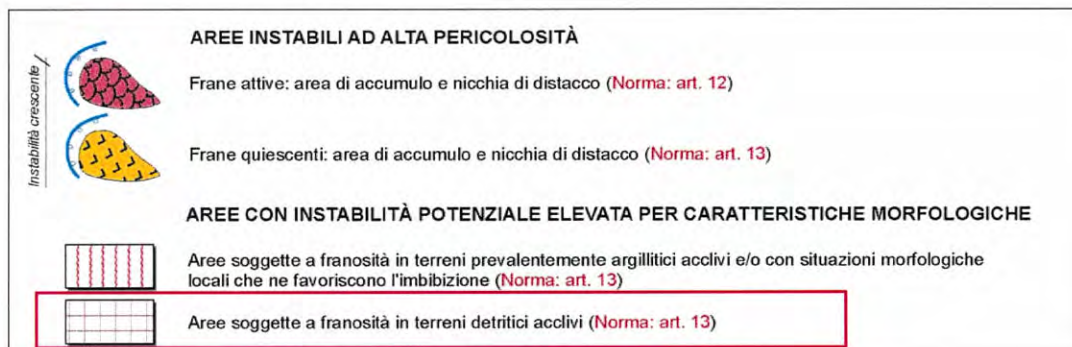 Instabilità crescente
AREE INSTABILI AD ALTA PERICOLOSITÀ
Frane attive: area di accumulo e nicchia di distacco (Norma: art. 12)
Frane quiescenti: area di accumulo e nicchia di distacco (Norma: art. 13)
AREE CON INSTABILITÀ POTENZIALE ELEVATA PER CARATTERISTICHE MORFOLOGICHE
Aree soggette a franosità in terreni prevalentemente argillitici acclivi e/o con situazioni morfologiche
locali che ne favoriscono l'imbibizione (Norma: art. 13)
Aree soggette a franosità in terreni detritici acclivi (Norma: art. 13)